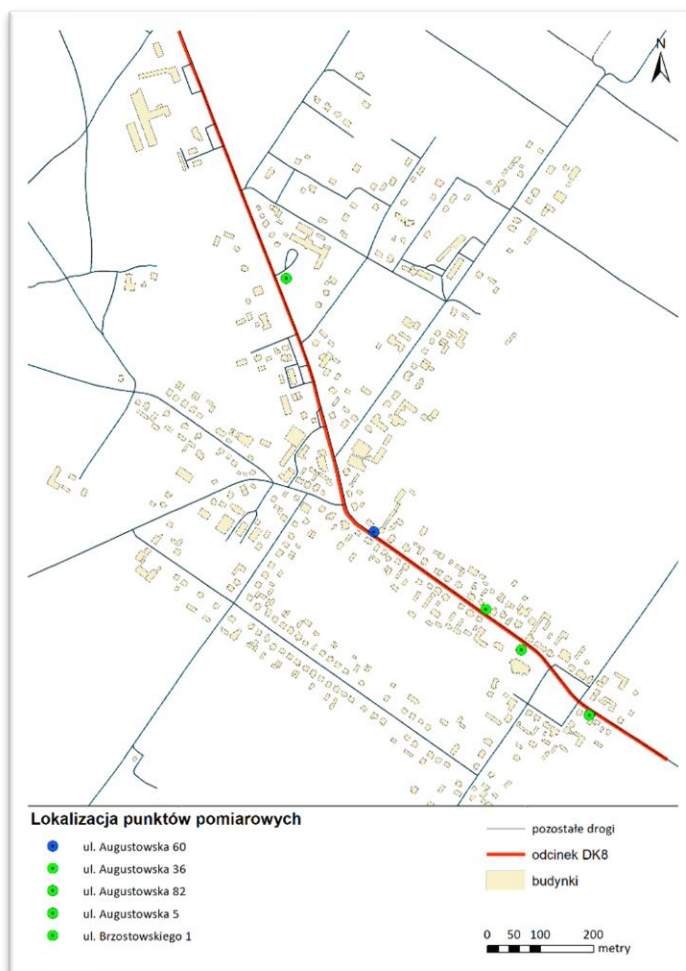 N
Lokalizacja punktów pomiarowych
ul. Augustowska 60
ul. Augustowska 36
ul. Augustowska 82
ul. Augustowska 5
ul. Brzostowskiego 1
pozostałe drogi
odcinek DK8
budynki
0 50 100 200
metry